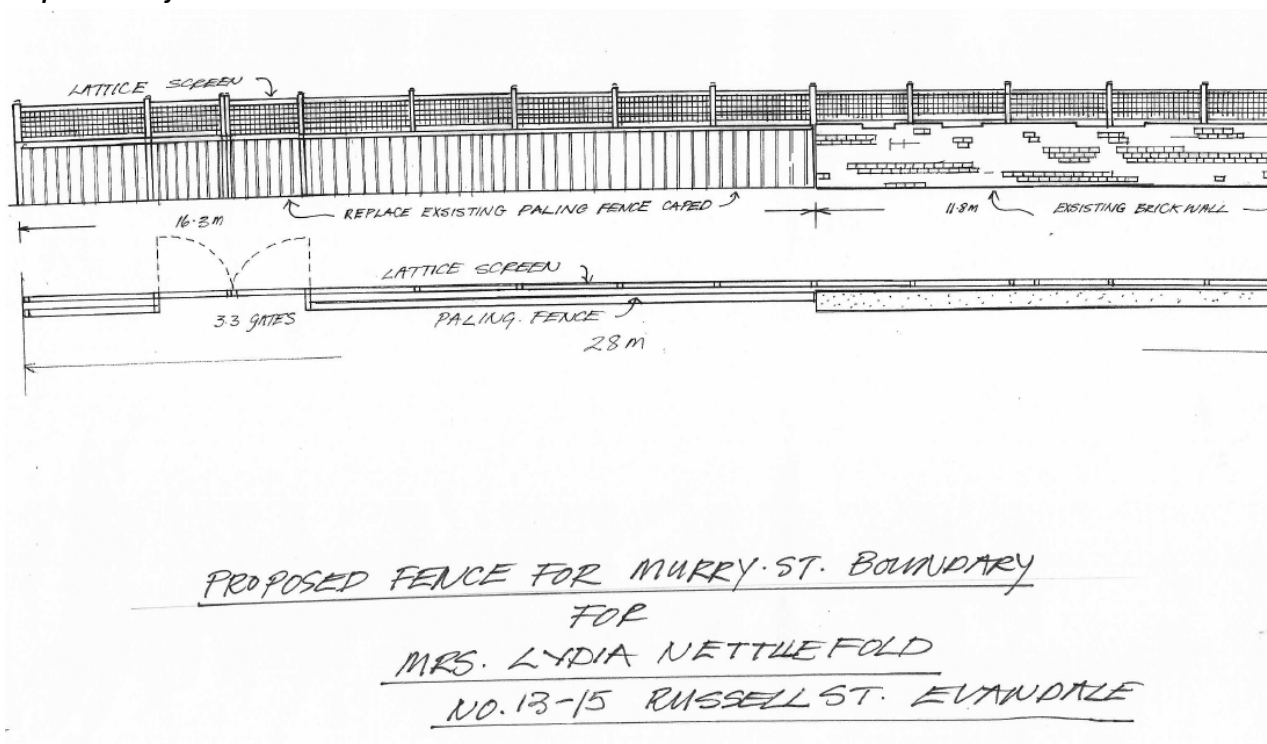 LATTICE SCREEN
REPLACE EXSISTING PALING FENCE CAPED
16.3M
11.8M
EXSISTING BRICK WALL
LATTICE SCREEN
3.3 GATES
PALING. FENCE
28M
PROPOSED FENCE FOR MURRY.ST. BOUNDARY
FOR
MRS. LYDIA NETTLEFOLD
NO.13-15 RUSSELL ST. EVANDALE